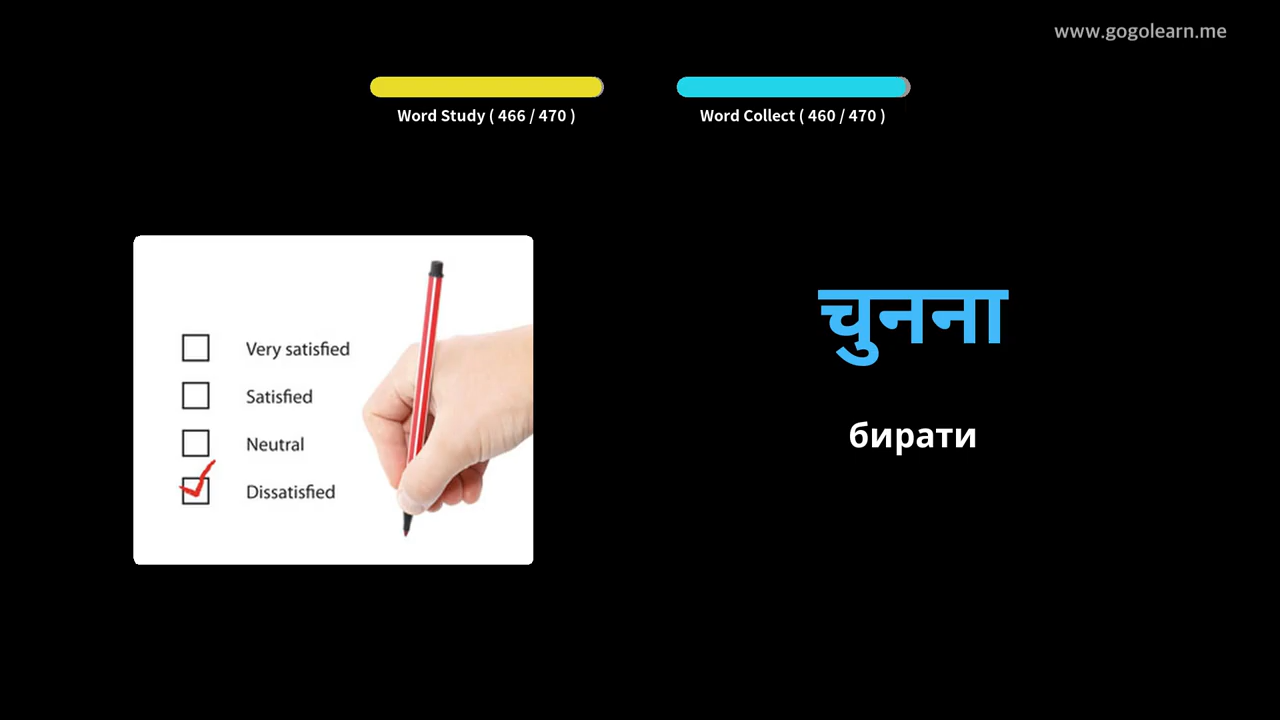 www.gogolearn.me
Word Study ( 466 / 470 )
Word Collect ( 460 / 470 )
Very satisfied
Satisfied
Neutral
Dissatisfied
चुनना
бирати